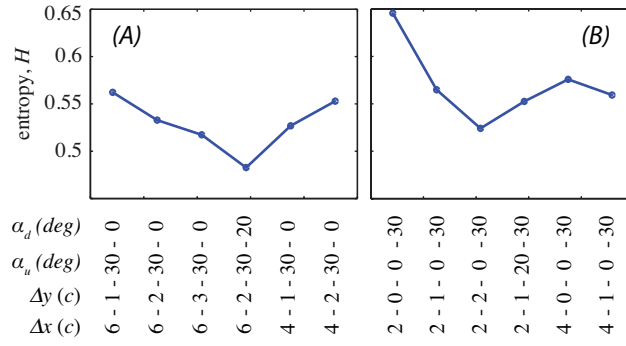 0.65
(A)
(B)
0.6
entropy, H
0.55
0.5
α_d (deg)
α_u (deg)
Δy (c)
Δx (c)
6 - 1 - 30 - 0
6 - 2 - 30 - 0
6 - 3 - 30 - 0
6 - 2 - 30 - 20
4 - 1 - 30 - 0
4 - 2 - 30 - 0
2 - 0 - 0 - 30
2 - 1 - 0 - 30
2 - 2 - 0 - 30
2 - 1 - 20 - 30
4 - 0 - 0 - 30
4 - 1 - 0 - 30